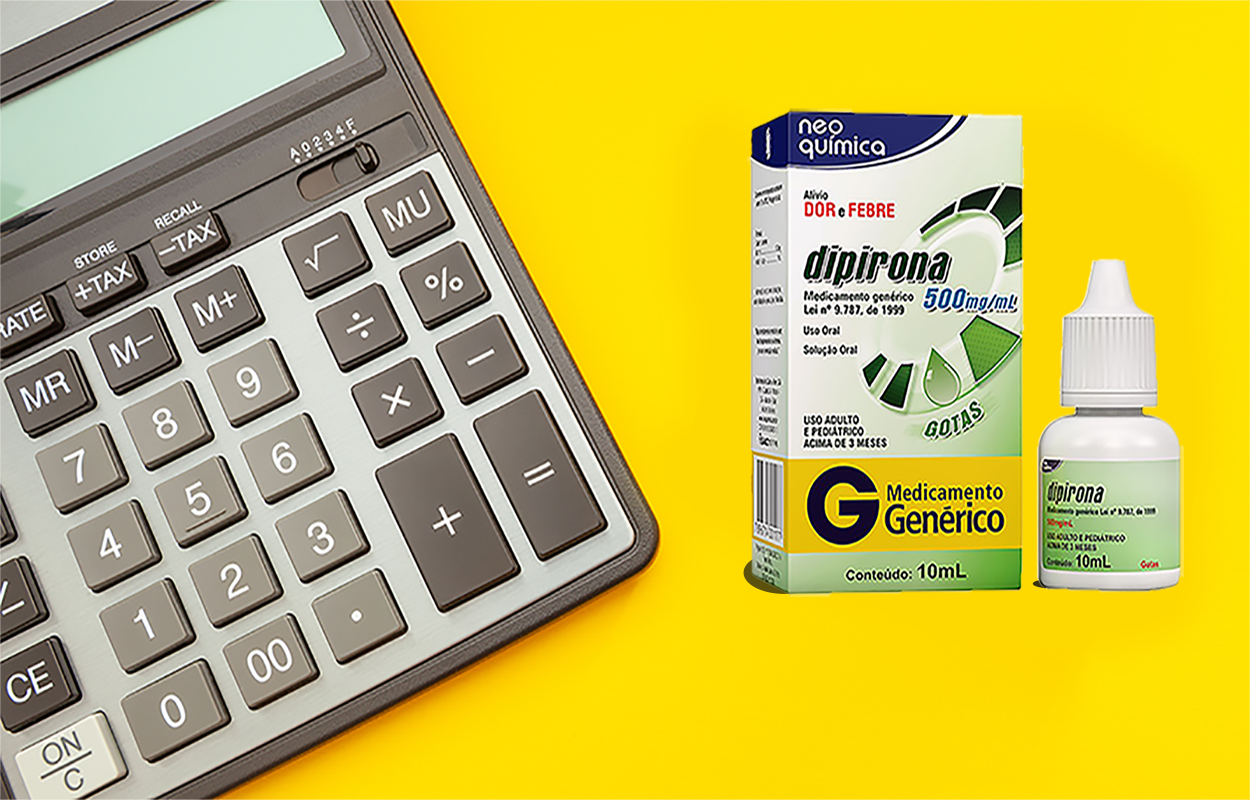 A 0 2 3 4 F
RECALL
STORE
-TAX
+TAX
RATE
MU
√
M+
%
÷
M-
MR
9
−
×
8
7
6
=
5
+
4
3
2
1
•
00
CE
0
ON
C
neo
química
Alívio
DOR e FEBRE
dipirona
Medicamento genérico
Lei nº 9.787, de 1999
500mg/mL
Uso Oral
Solução Oral
GOTAS
USO ADULTO
E PEDIÁTRICO
ACIMA DE 3 MESES
G Medicamento
Genérico
Conteúdo: 10mL
dipirona
Medicamento genérico Lei nº 9.787, de 1999
500mg/mL
USO ADULTO E PEDIÁTRICO
ACIMA DE 3 MESES
Conteúdo: 10mL
Gotas